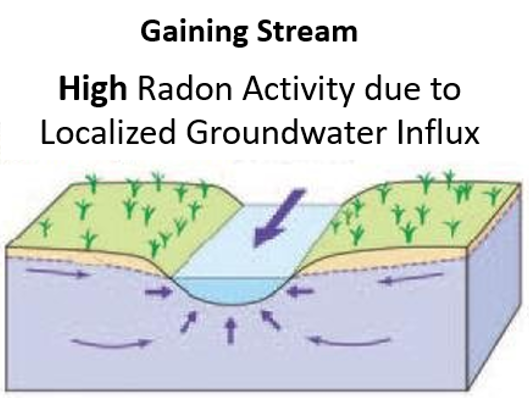 Gaining Stream
High Radon Activity due to
Localized Groundwater Influx